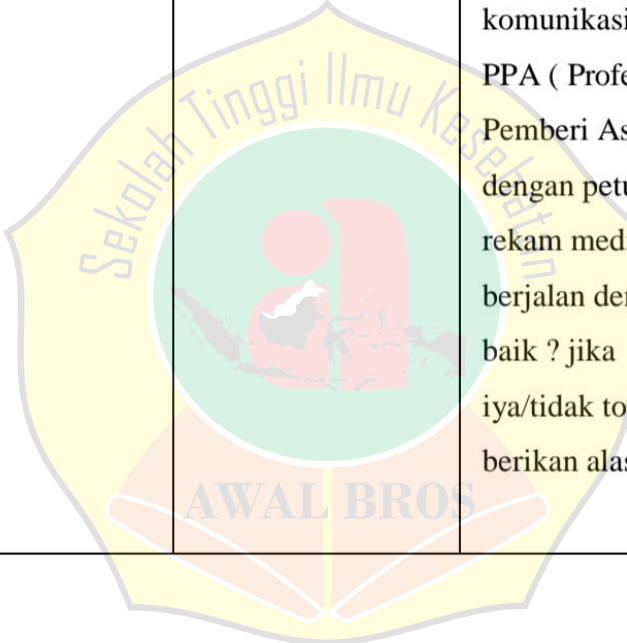 komunikasi
PPA ( Profe
Pemberi As
dengan petu
rekam medi
berjalan der
baik ? jika
iya/tidak to
berikan alas
Sekolah Tinggi Ilmu Kesehatan
AWAL BROS